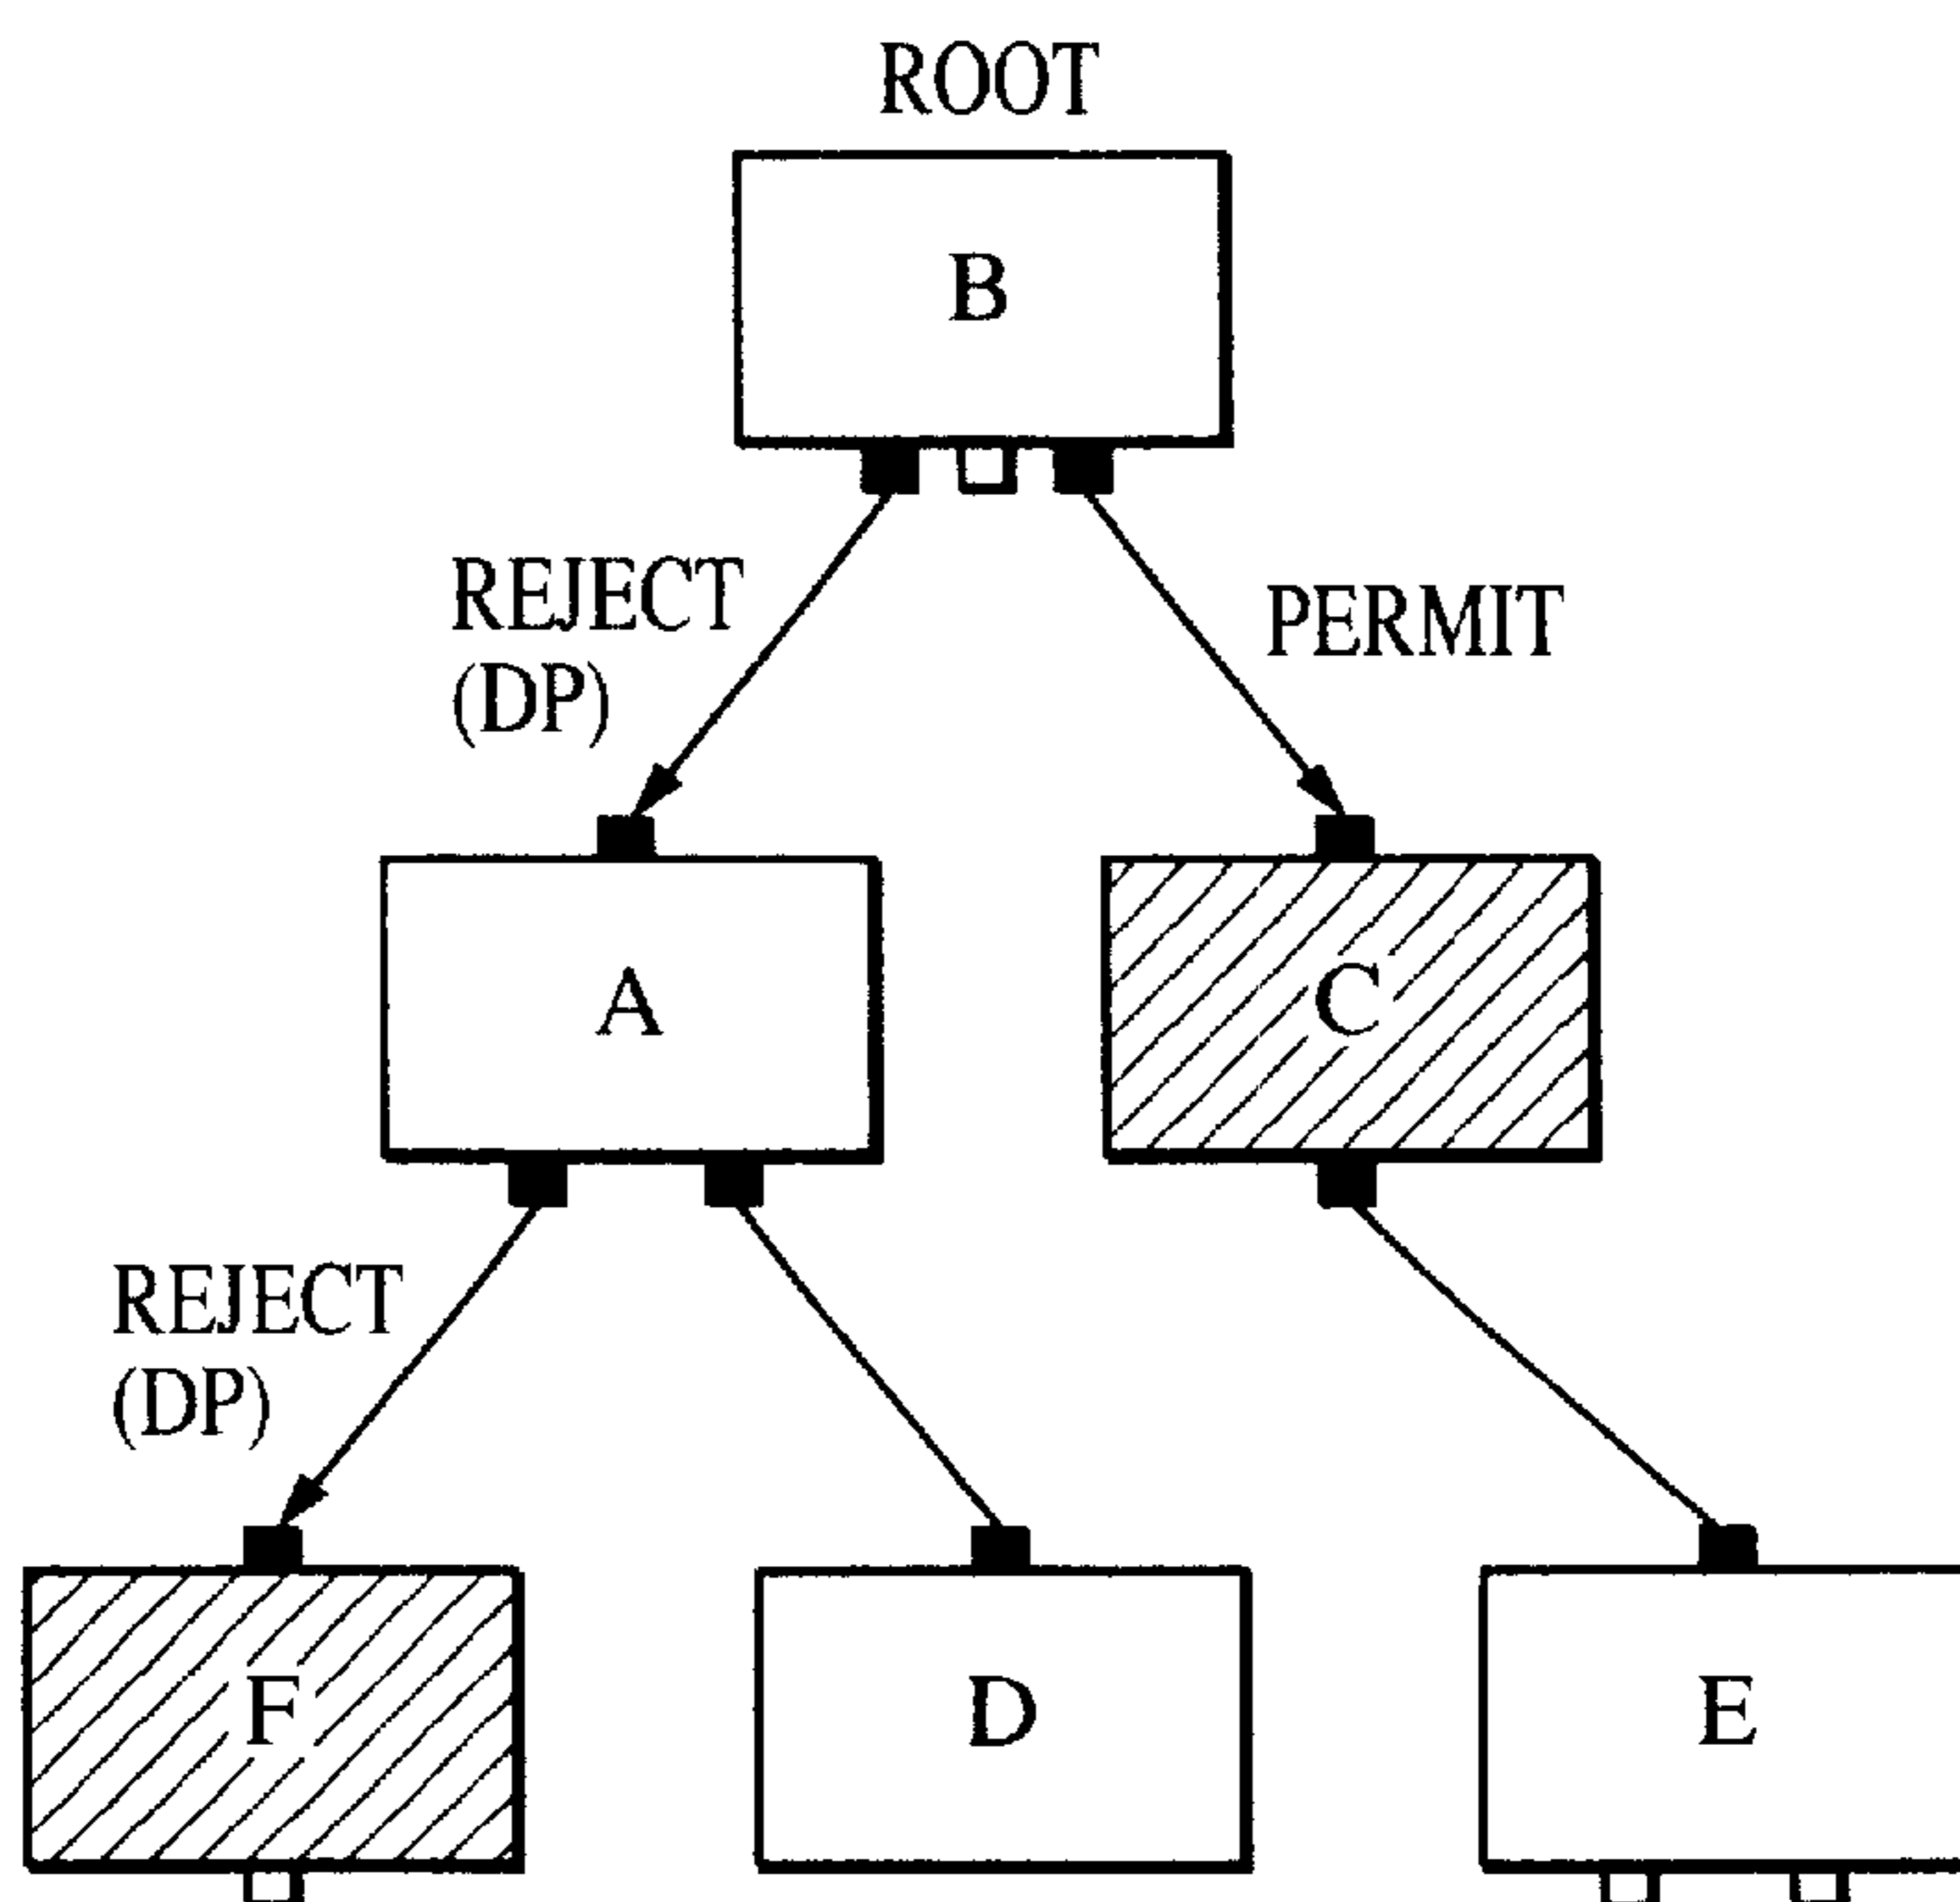 ROOT
B
REJECT
(DP)
PERMIT
A
C
REJECT
(DP)
F
D
E